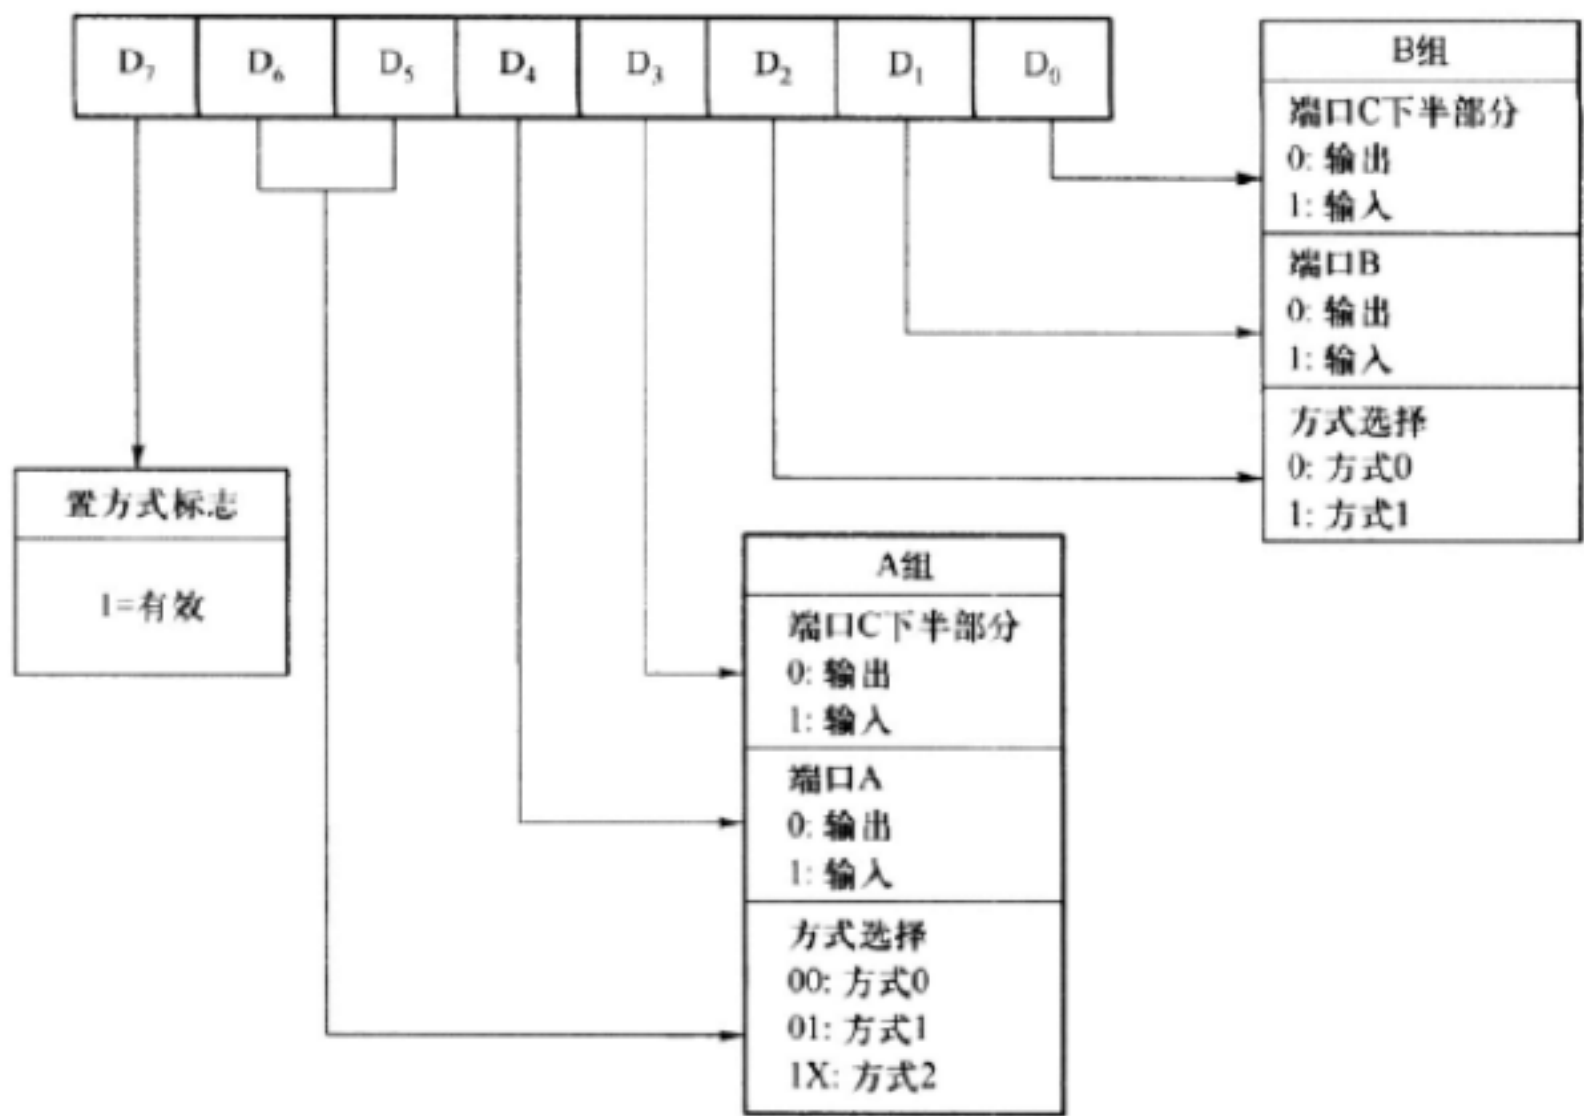 D₇ D₆ D₅ D₄ D₃ D₂ D₁ D₀
B组
端口C下半部分
0: 输出
1: 输入
端口B
0: 输出
1: 输入
方式选择
0: 方式0
1: 方式1
置方式标志
1=有效
A组
端口C下半部分
0: 输出
1: 输入
端口A
0: 输出
1: 输入
方式选择
00: 方式0
01: 方式1
1X: 方式2